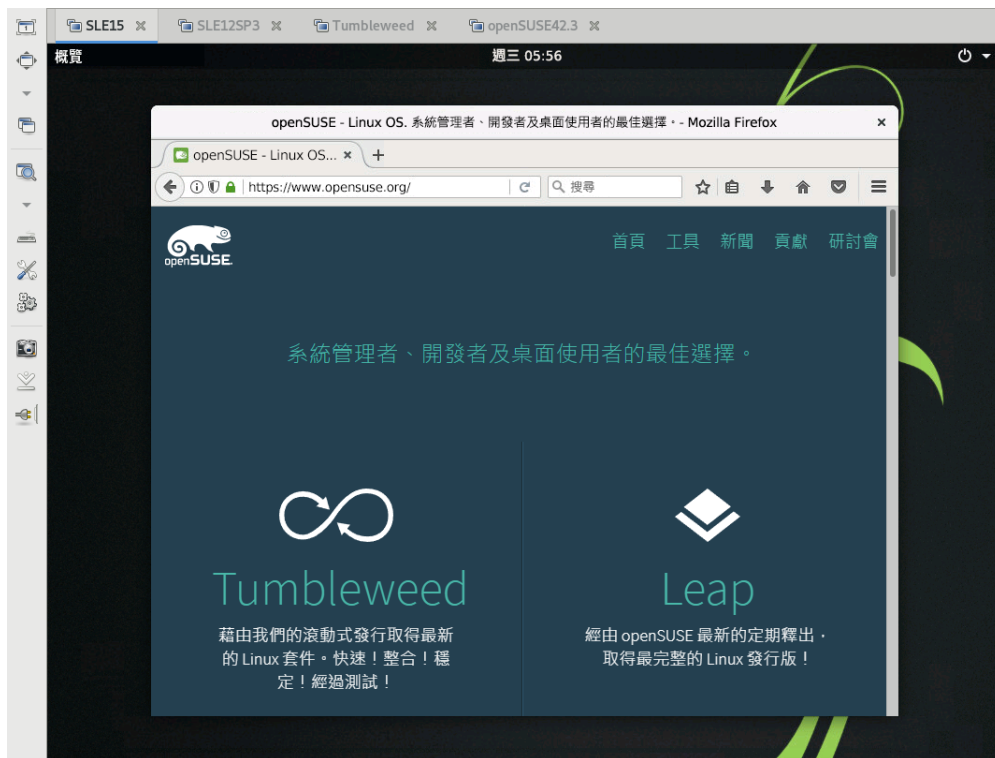 SLE15
SLE12SP3
Tumbleweed
openSUSE42.3
概覽
週三 05:56
openSUSE - Linux OS. 系統管理者、開發者及桌面使用者的最佳選擇。- Mozilla Firefox
openSUSE - Linux OS...
https://www.opensuse.org/
搜尋
openSUSE
首頁 工具 新聞 貢獻 研討會
系統管理者、開發者及桌面使用者的最佳選擇。
Tumbleweed
藉由我們的滾動式發行取得最新
的 Linux 套件。快速！整合！穩
定！經過測試！
Leap
經由 openSUSE 最新的定期釋出，
取得最完整的 Linux 發行版！